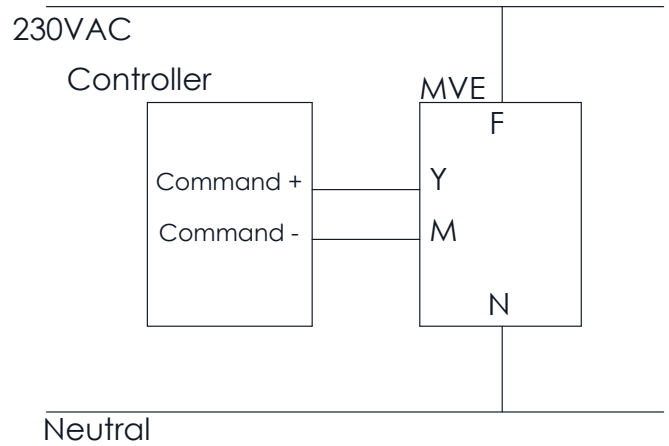 230VAC
Controller
MVE
F
Command +
Y
Command -
M
N
Neutral